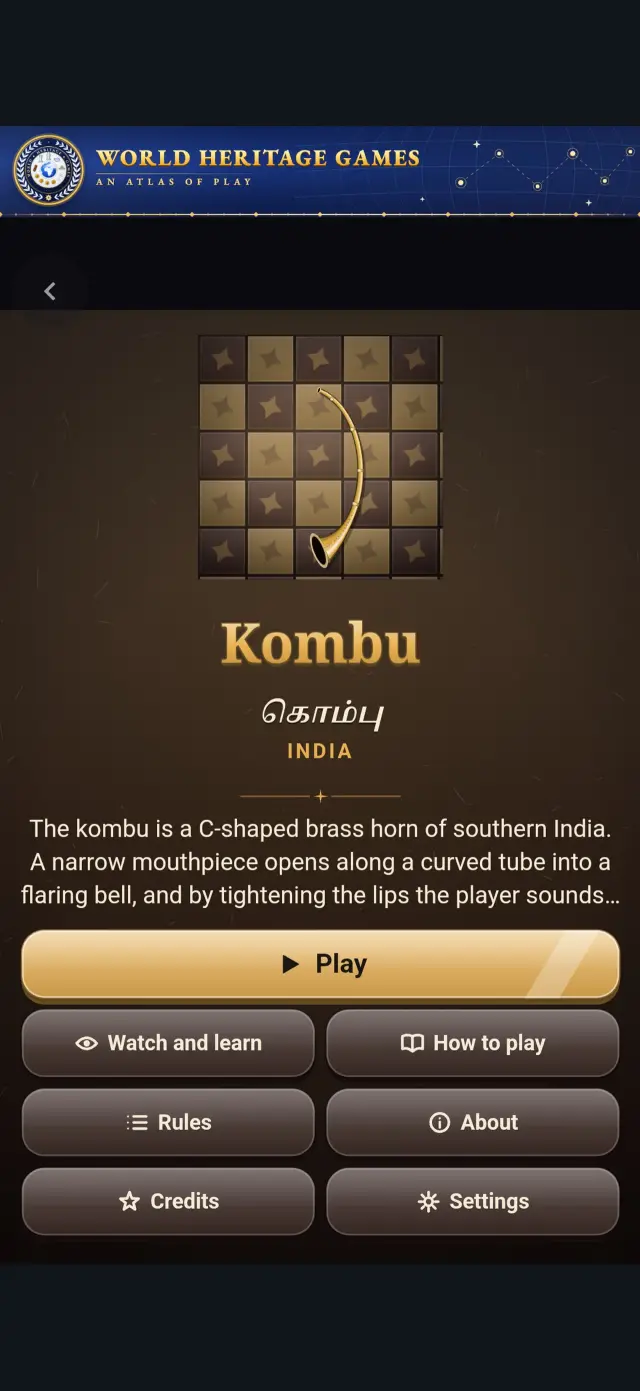 WORLD HERITAGE GAMES
AN ATLAS OF PLAY
Kombu
கொம்பு
INDIA
The kombu is a C-shaped brass horn of southern India.
A narrow mouthpiece opens along a curved tube into a
flaring bell, and by tightening the lips the player sounds...
Play
Watch and learn
How to play
Rules
About
Credits
Settings